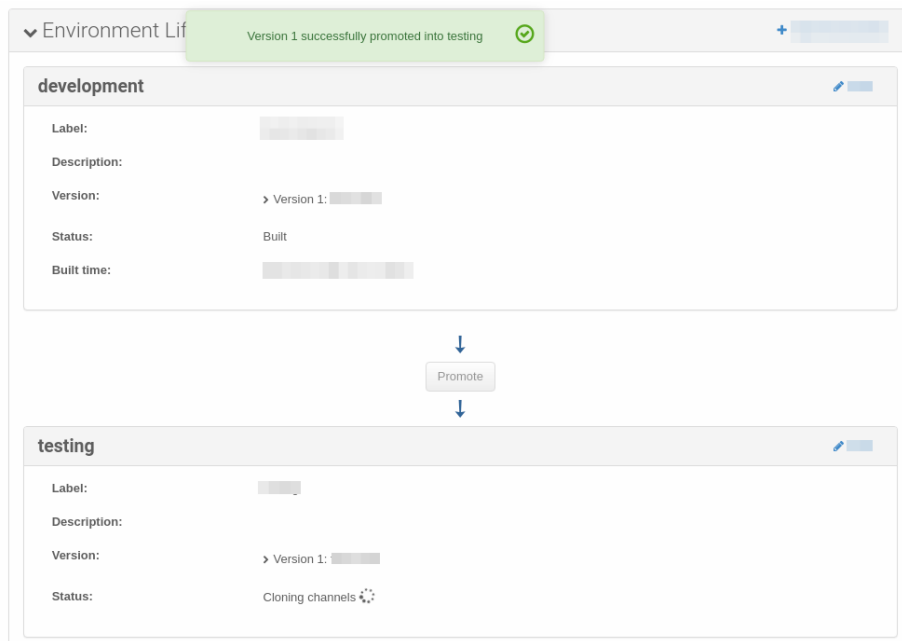 Environment Lif
Version 1 successfully promoted into testing
development
Label:
Description:
Version: Version 1:
Status: Built
Built time:
Promote
testing
Label:
Description:
Version: Version 1:
Status: Cloning channels